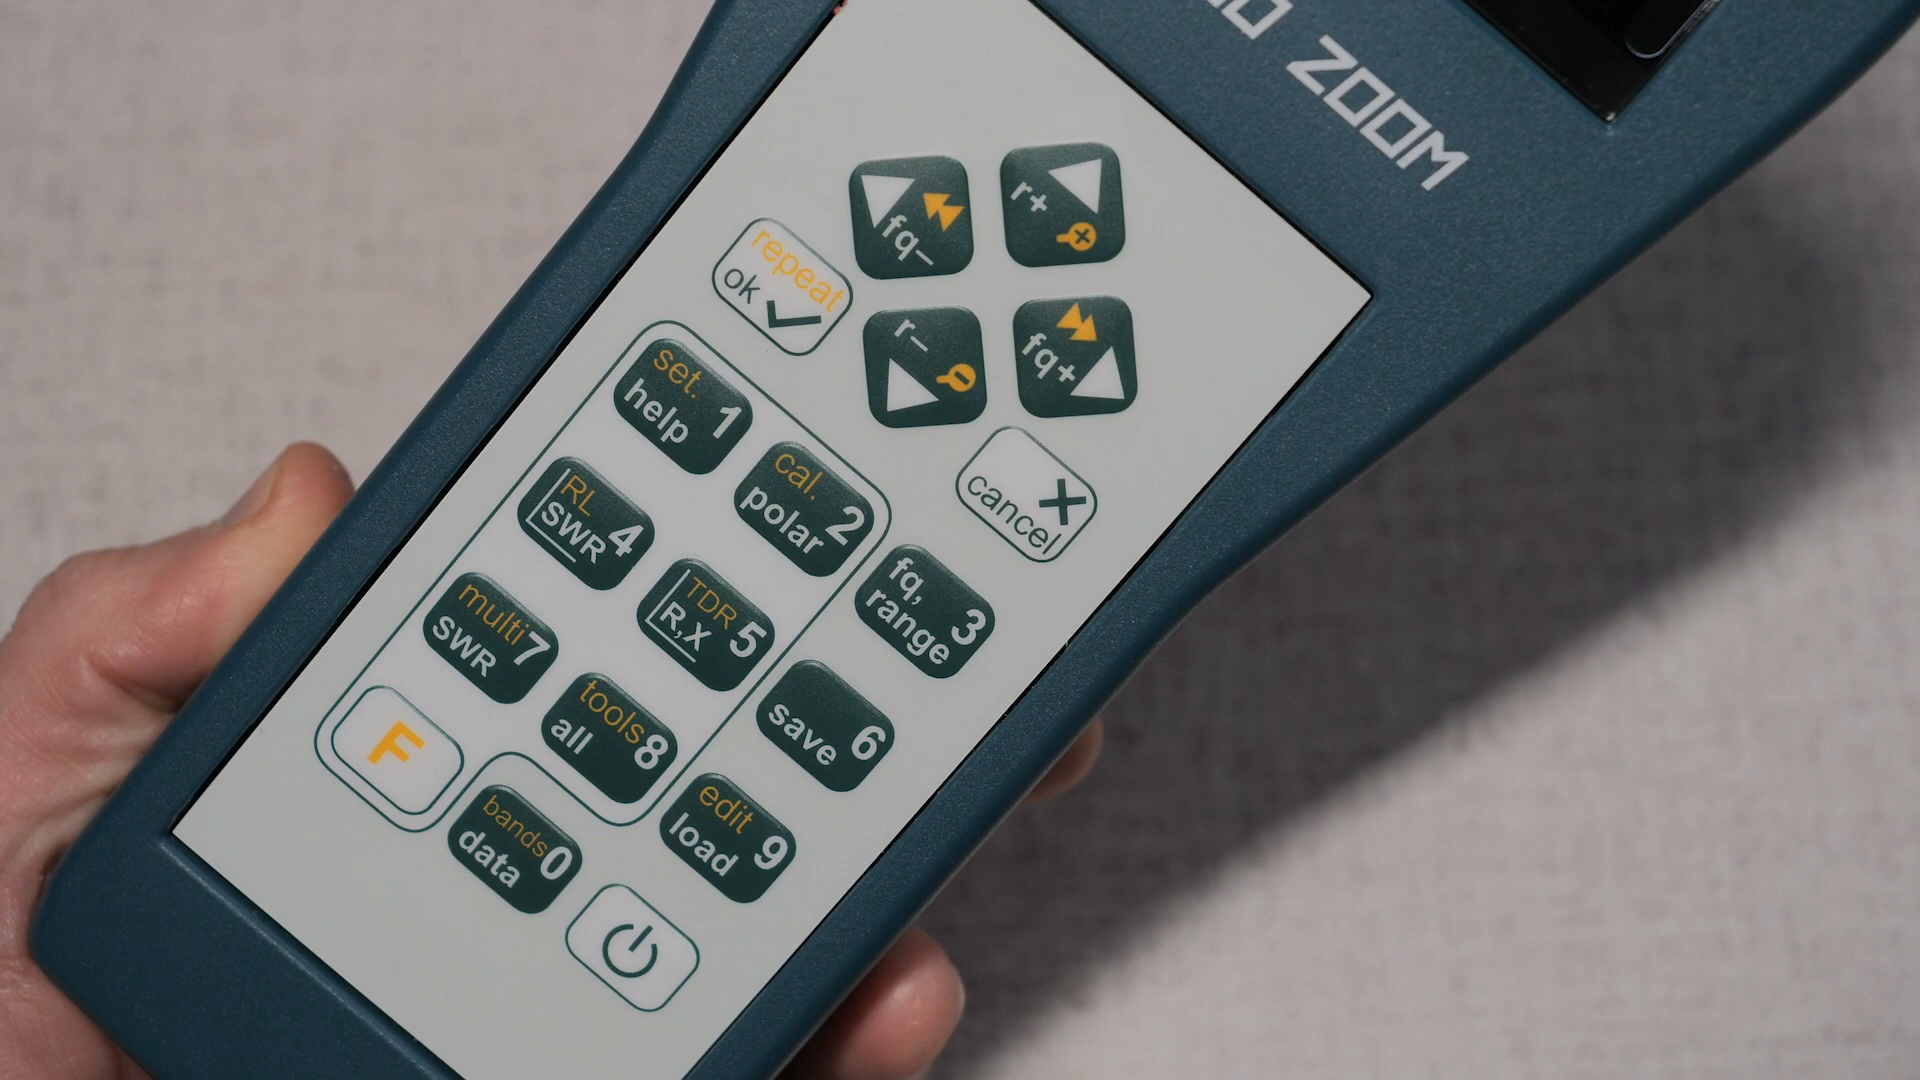 ZOOM
fq–
r+
repeat
ok
r–
fq+
set.
help 1
cal.
polar 2
cancel
fq,
range 3
RL
SWR 4
TDR
R,X 5
save 6
multi
SWR 7
tools
all 8
edit
load 9
F
bands
data 0